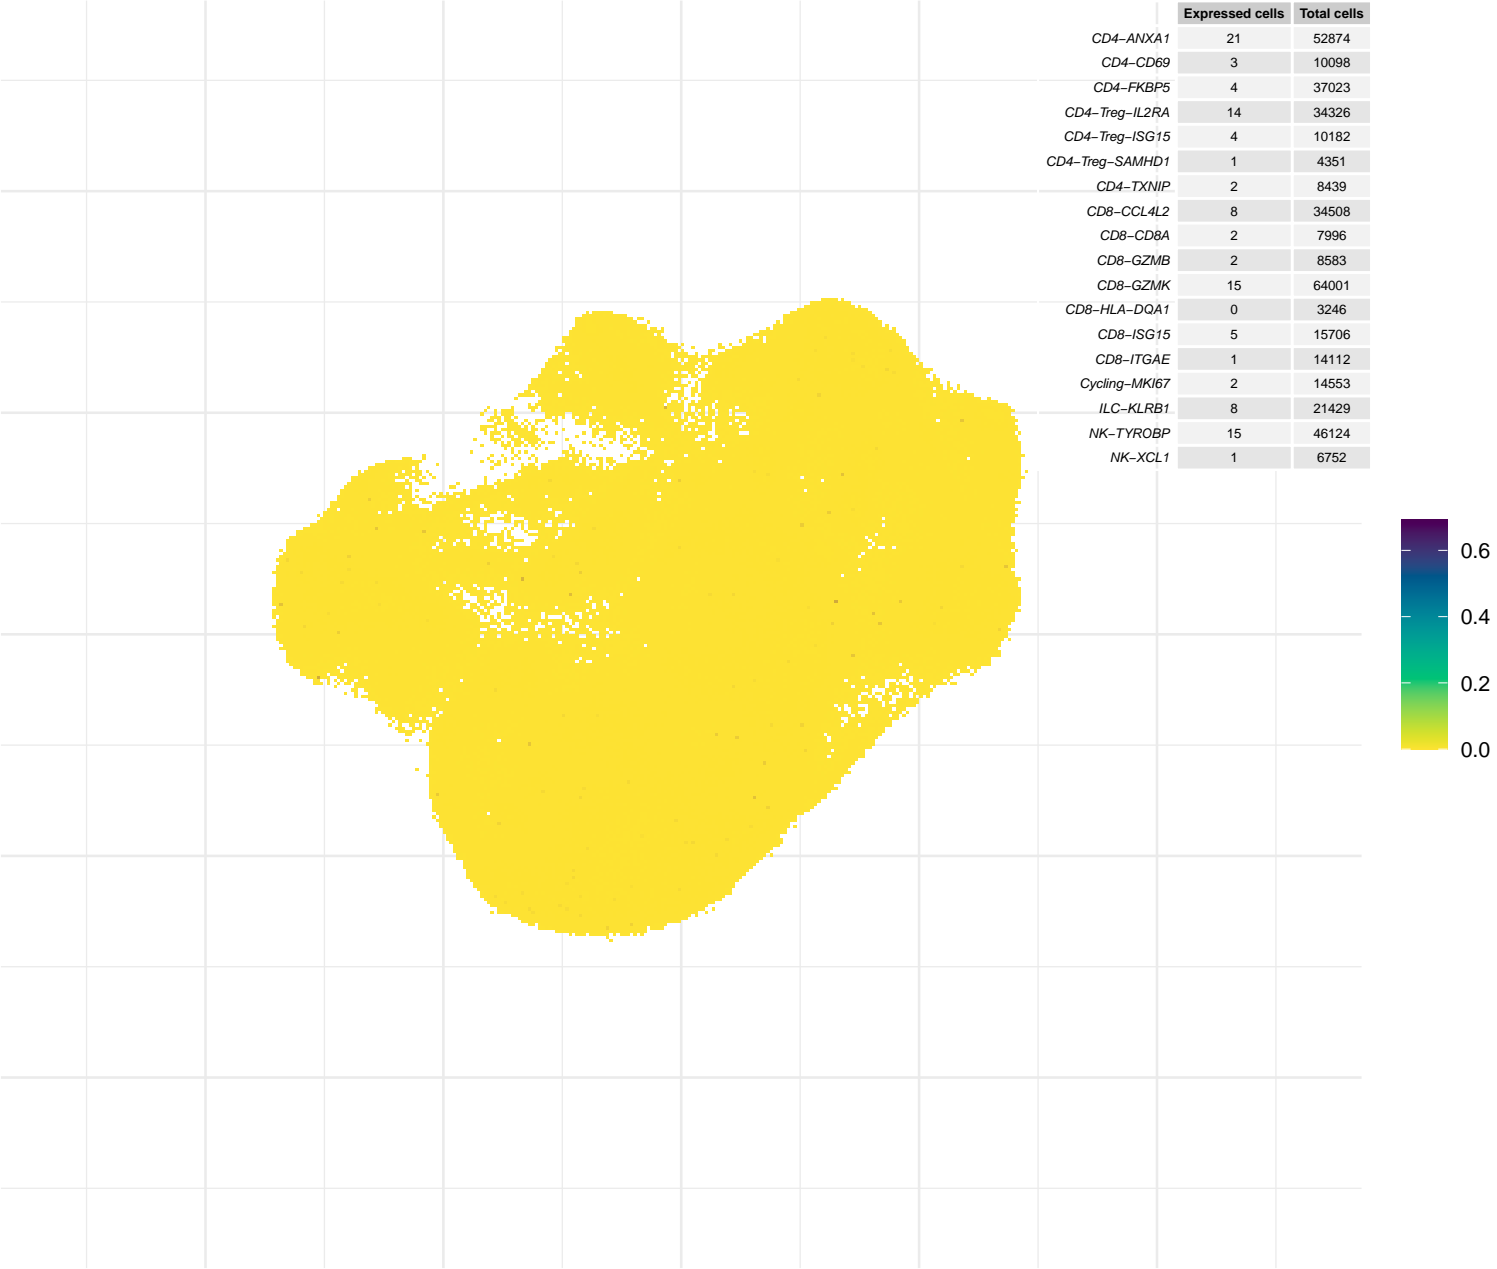 Expressed cells Total cells
CD4−ANXA1 21 52874
CD4−CD69 3 10098
CD4−FKBP5 4 37023
CD4−Treg−IL2RA 14 34326
CD4−Treg−ISG15 4 10182
CD4−Treg−SAMHD1 1 4351
CD4−TXNIP 2 8439
CD8−CCL4L2 8 34508
CD8−CD8A 2 7996
CD8−GZMB 2 8583
CD8−GZMK 15 64001
CD8−HLA−DQA1 0 3246
CD8−ISG15 5 15706
CD8−ITGAE 1 14112
Cycling−MKI67 2 14553
ILC−KLRB1 8 21429
NK−TYROBP 15 46124
NK−XCL1 1 6752
0.6
0.4
0.2
0.0